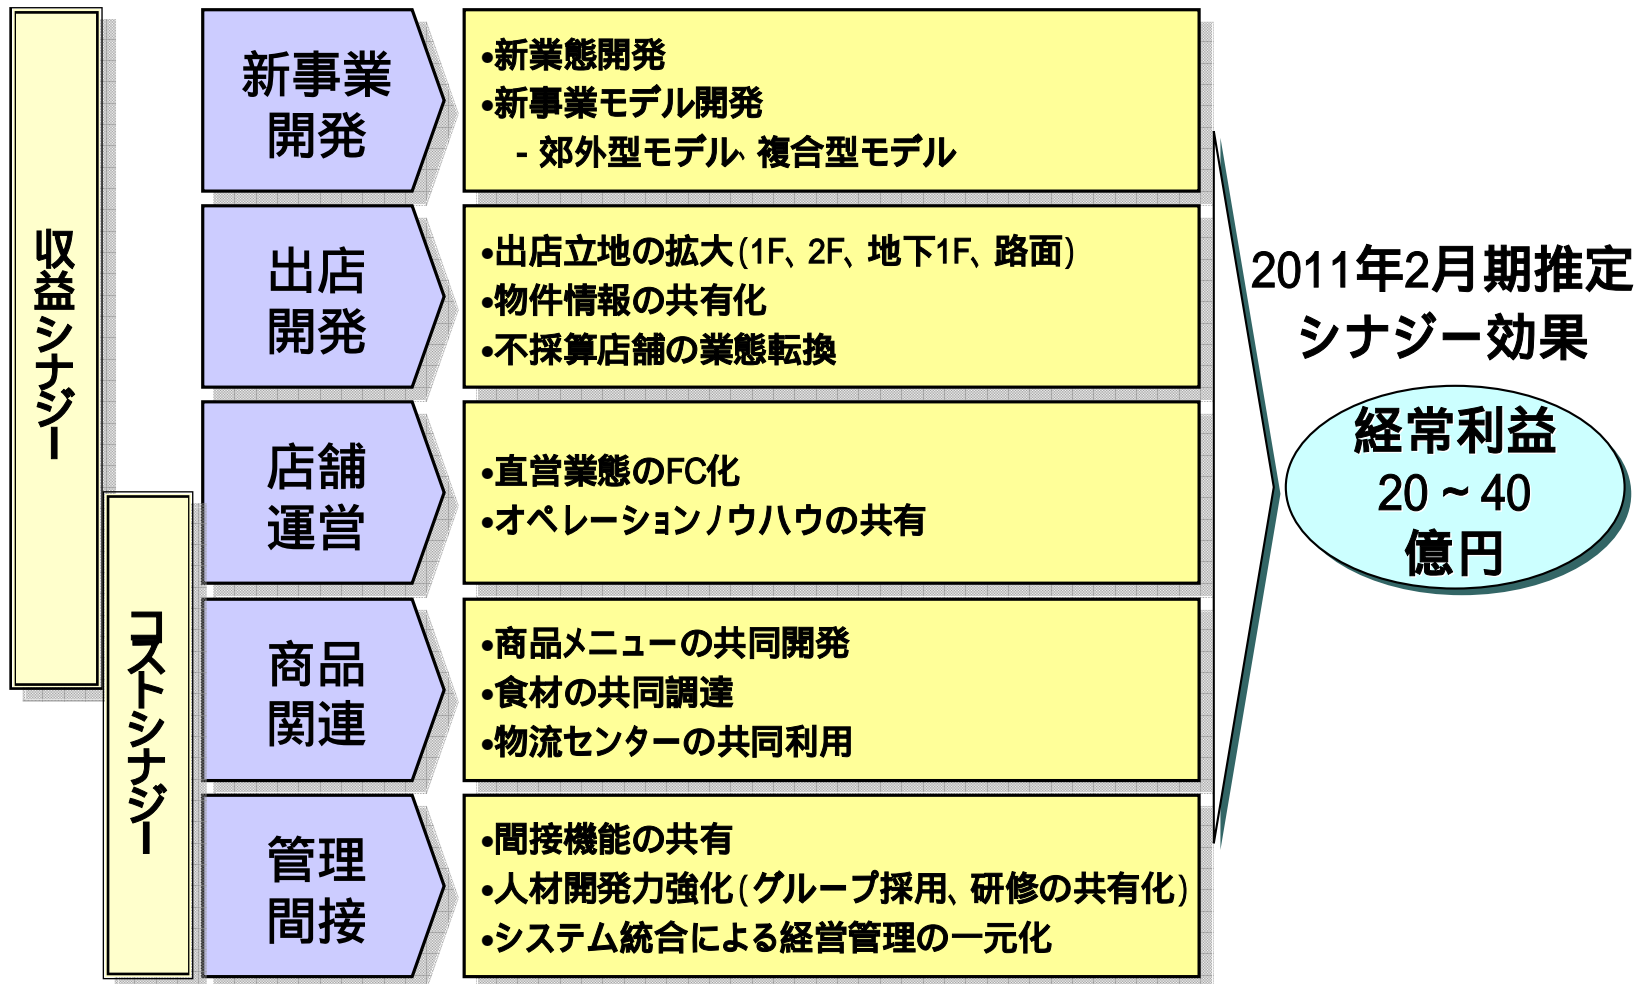 収益シナジー
コストシナジー
新事業
開発
•新業態開発
•新事業モデル開発
- 郊外型モデル、複合型モデル
出店
開発
•出店立地の拡大(1F、2F、地下1F、路面)
•物件情報の共有化
•不採算店舗の業態転換
店舗
運営
•直営業態のFC化
•オペレーションノウハウの共有
商品
関連
•商品メニューの共同開発
•食材の共同調達
•物流センターの共同利用
管理
間接
•間接機能の共有
•人材開発力強化(グループ採用、研修の共有化)
•システム統合による経営管理の一元化
2011年2月期推定
シナジー効果
経常利益
20~40
億円